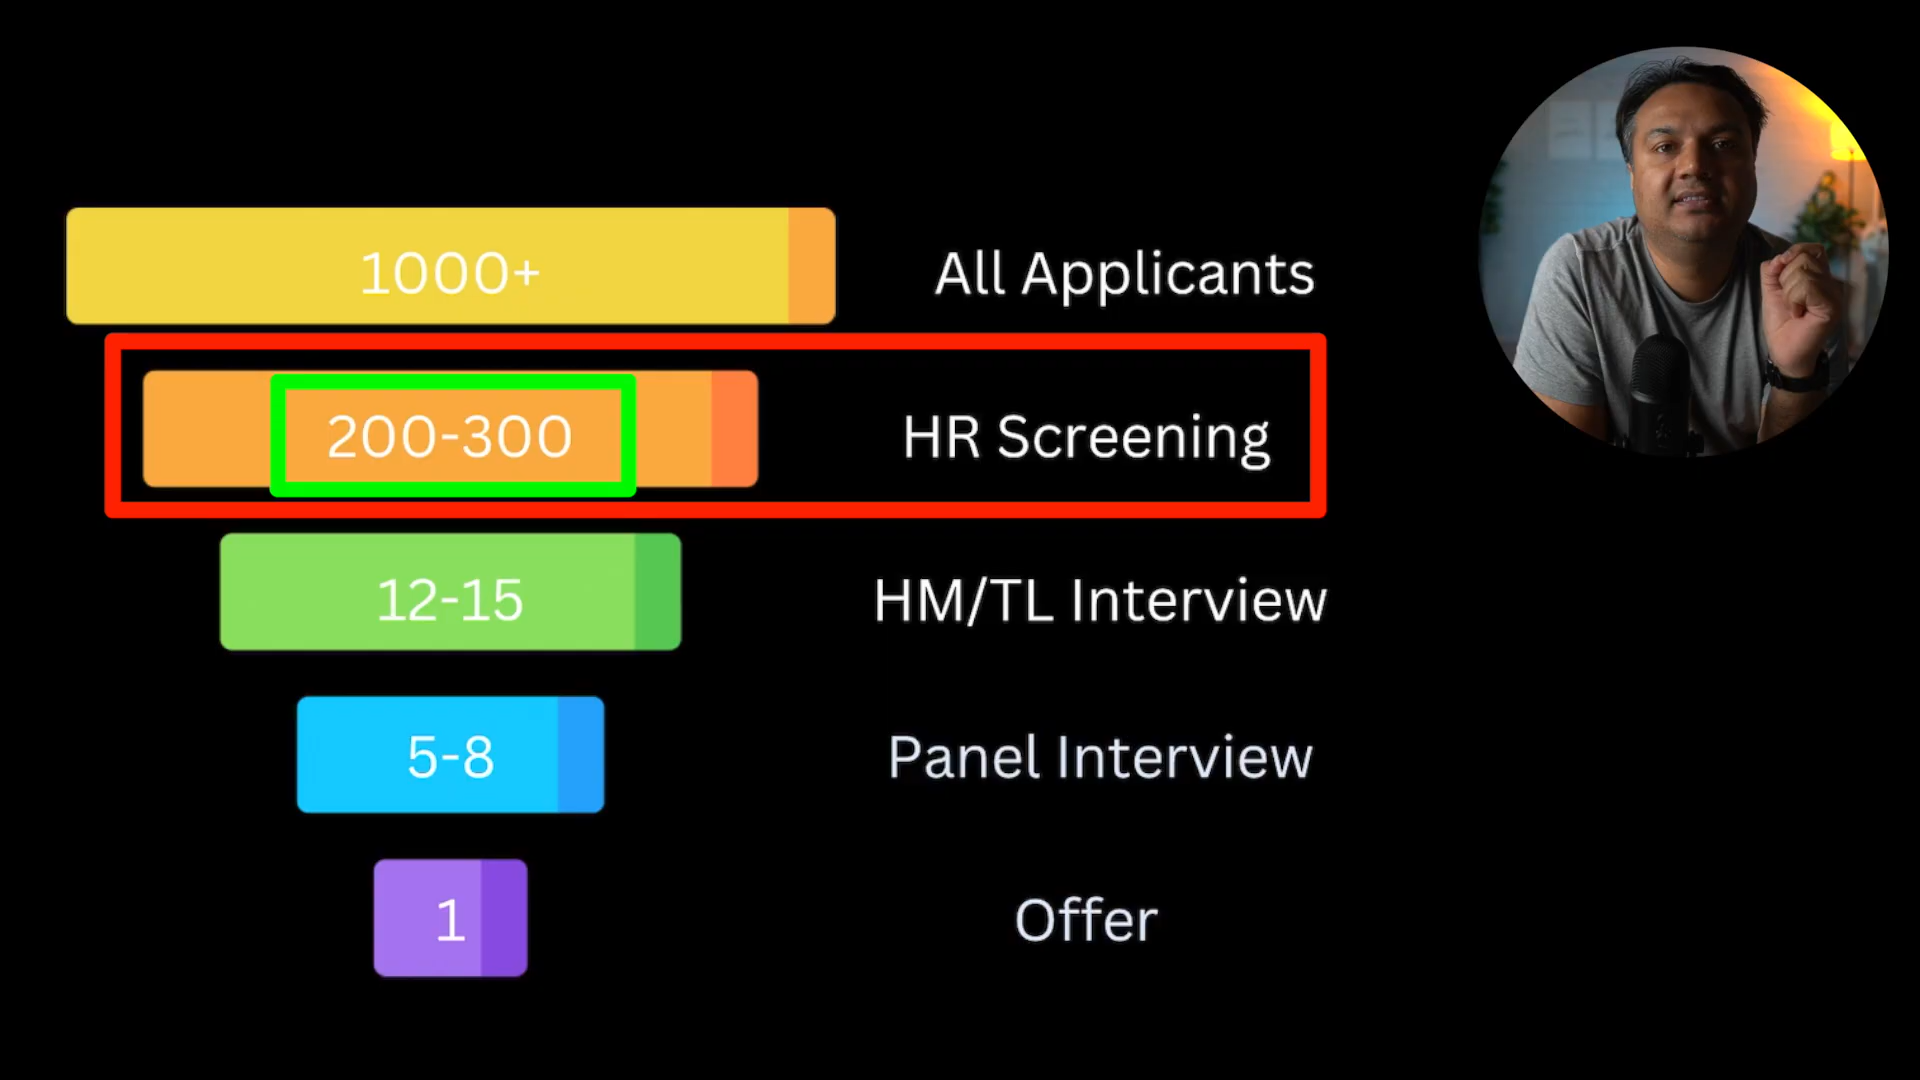 1000+ All Applicants
200-300 HR Screening
12-15 HM/TL Interview
5-8 Panel Interview
1 Offer